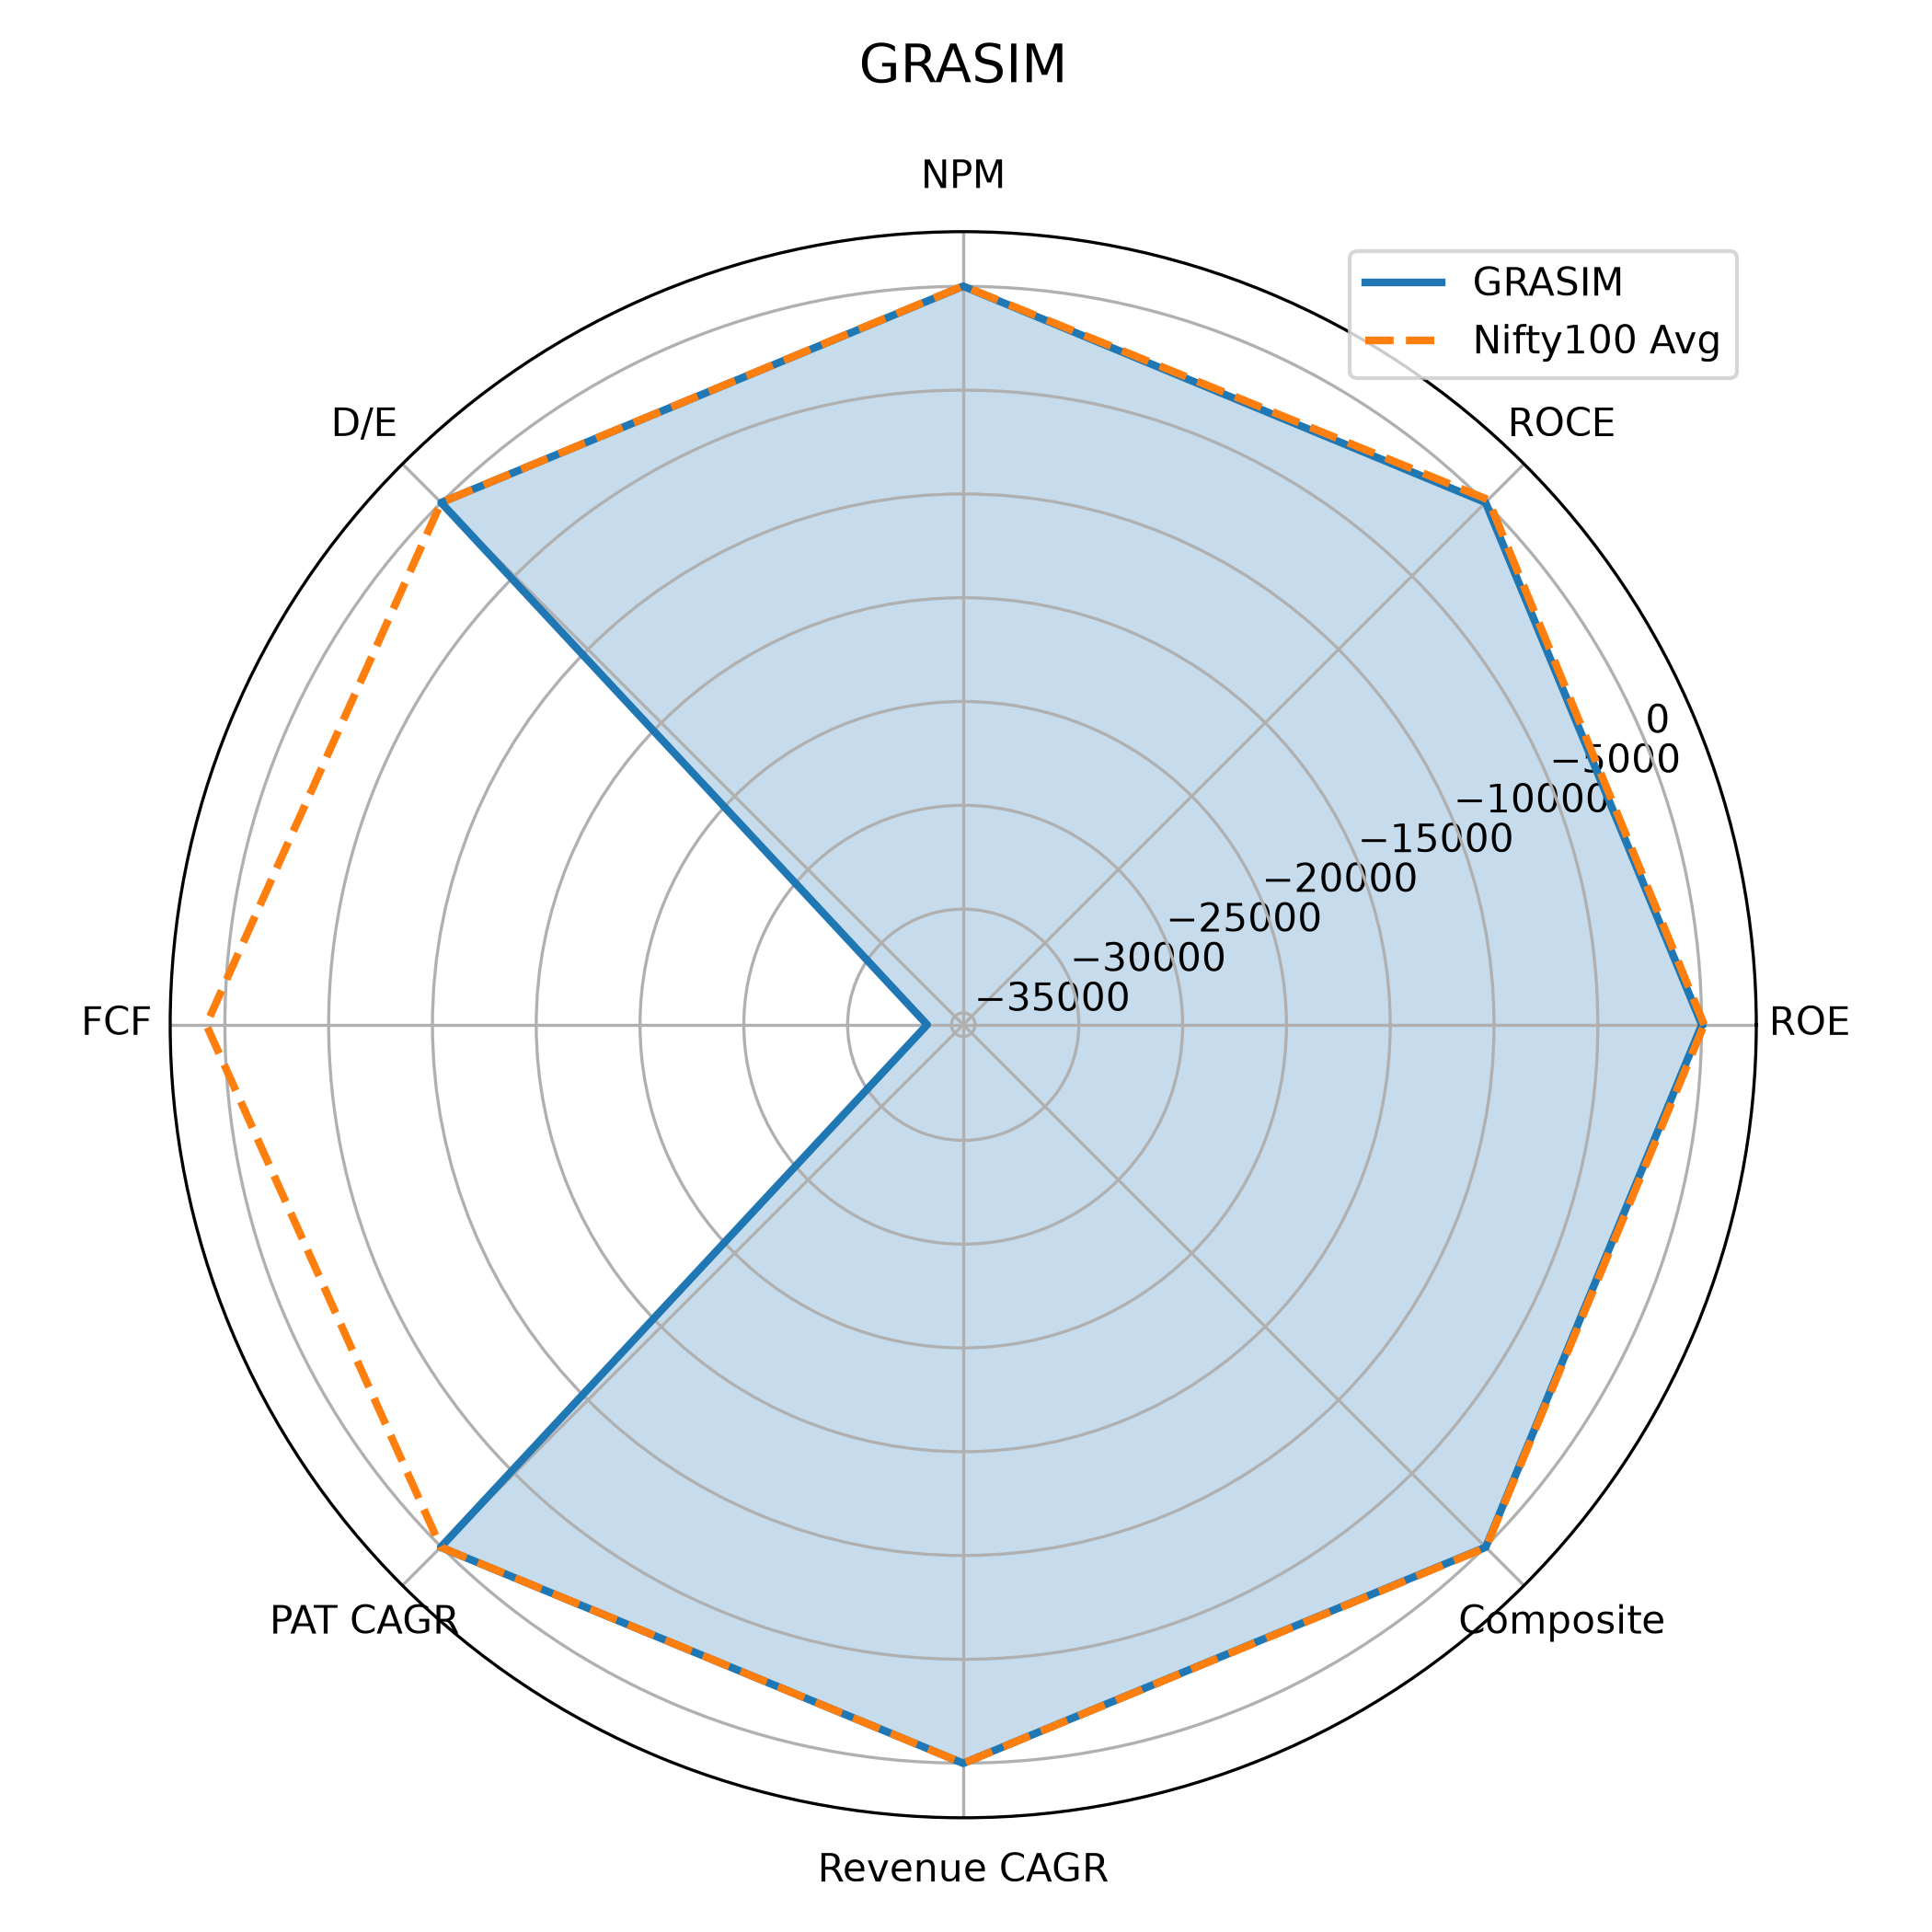 GRASIM
NPM
GRASIM
Nifty100 Avg
D/E
ROCE
0
−5000
−10000
−15000
−20000
−25000
−30000
−35000
FCF
ROE
PAT CAGR
Composite
Revenue CAGR